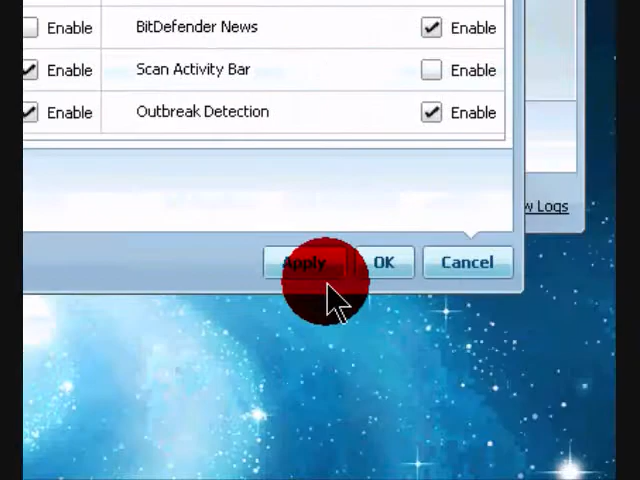 Enable BitDefender News Enable
Enable Scan Activity Bar Enable
Enable Outbreak Detection Enable
w Logs
Apply OK Cancel